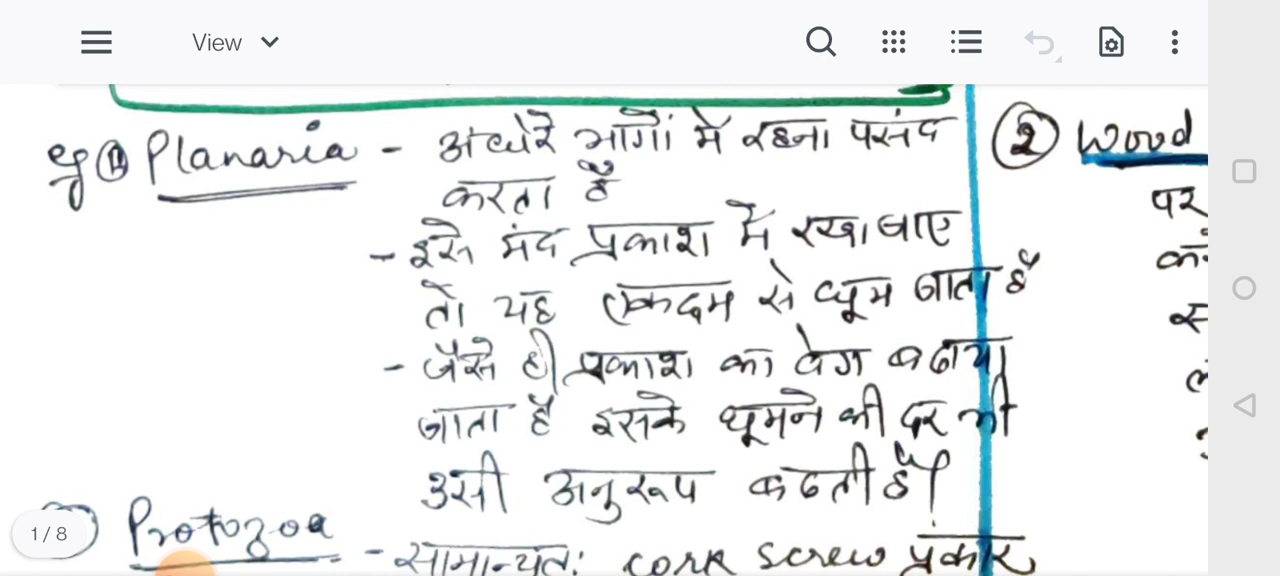 View
eg ① Planaria - अंधेरे भागों में रहना पसंद
करता है
- इसे मंद प्रकाश में रखा जाए
तो यह एकदम से घूम जाता है
- जैसे ही प्रकाश का वेग बढाया
जाता है इसके घूमने की दर भी
उसी अनुरूप बढती है।
Protozoa - सामान्यत: cork screw प्रकार
② Wood
पर
1 / 8